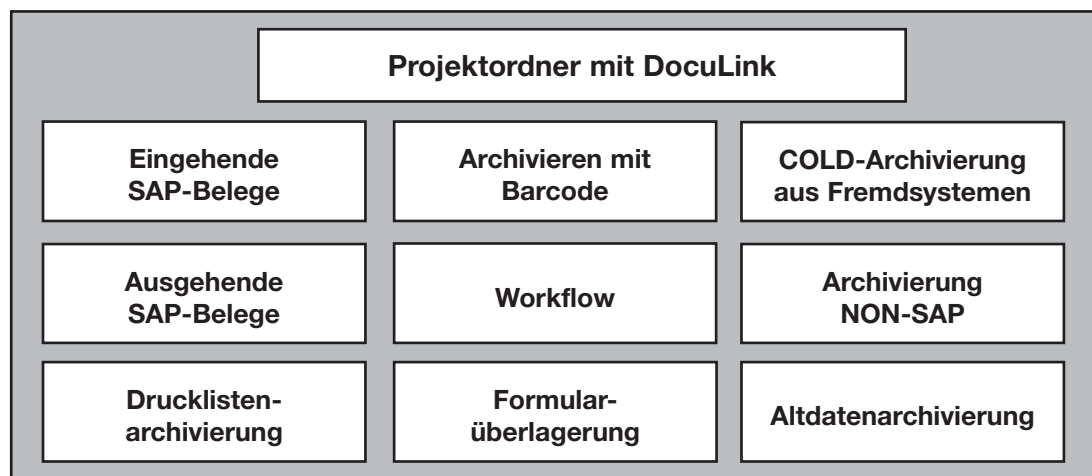 Projektordner mit DocuLink
Eingehende
SAP-Belege
Archivieren mit
Barcode
COLD-Archivierung
aus Fremdsystemen
Ausgehende
SAP-Belege
Workflow
Archivierung
NON-SAP
Drucklisten-
archivierung
Formular-
überlagerung
Altdatenarchivierung